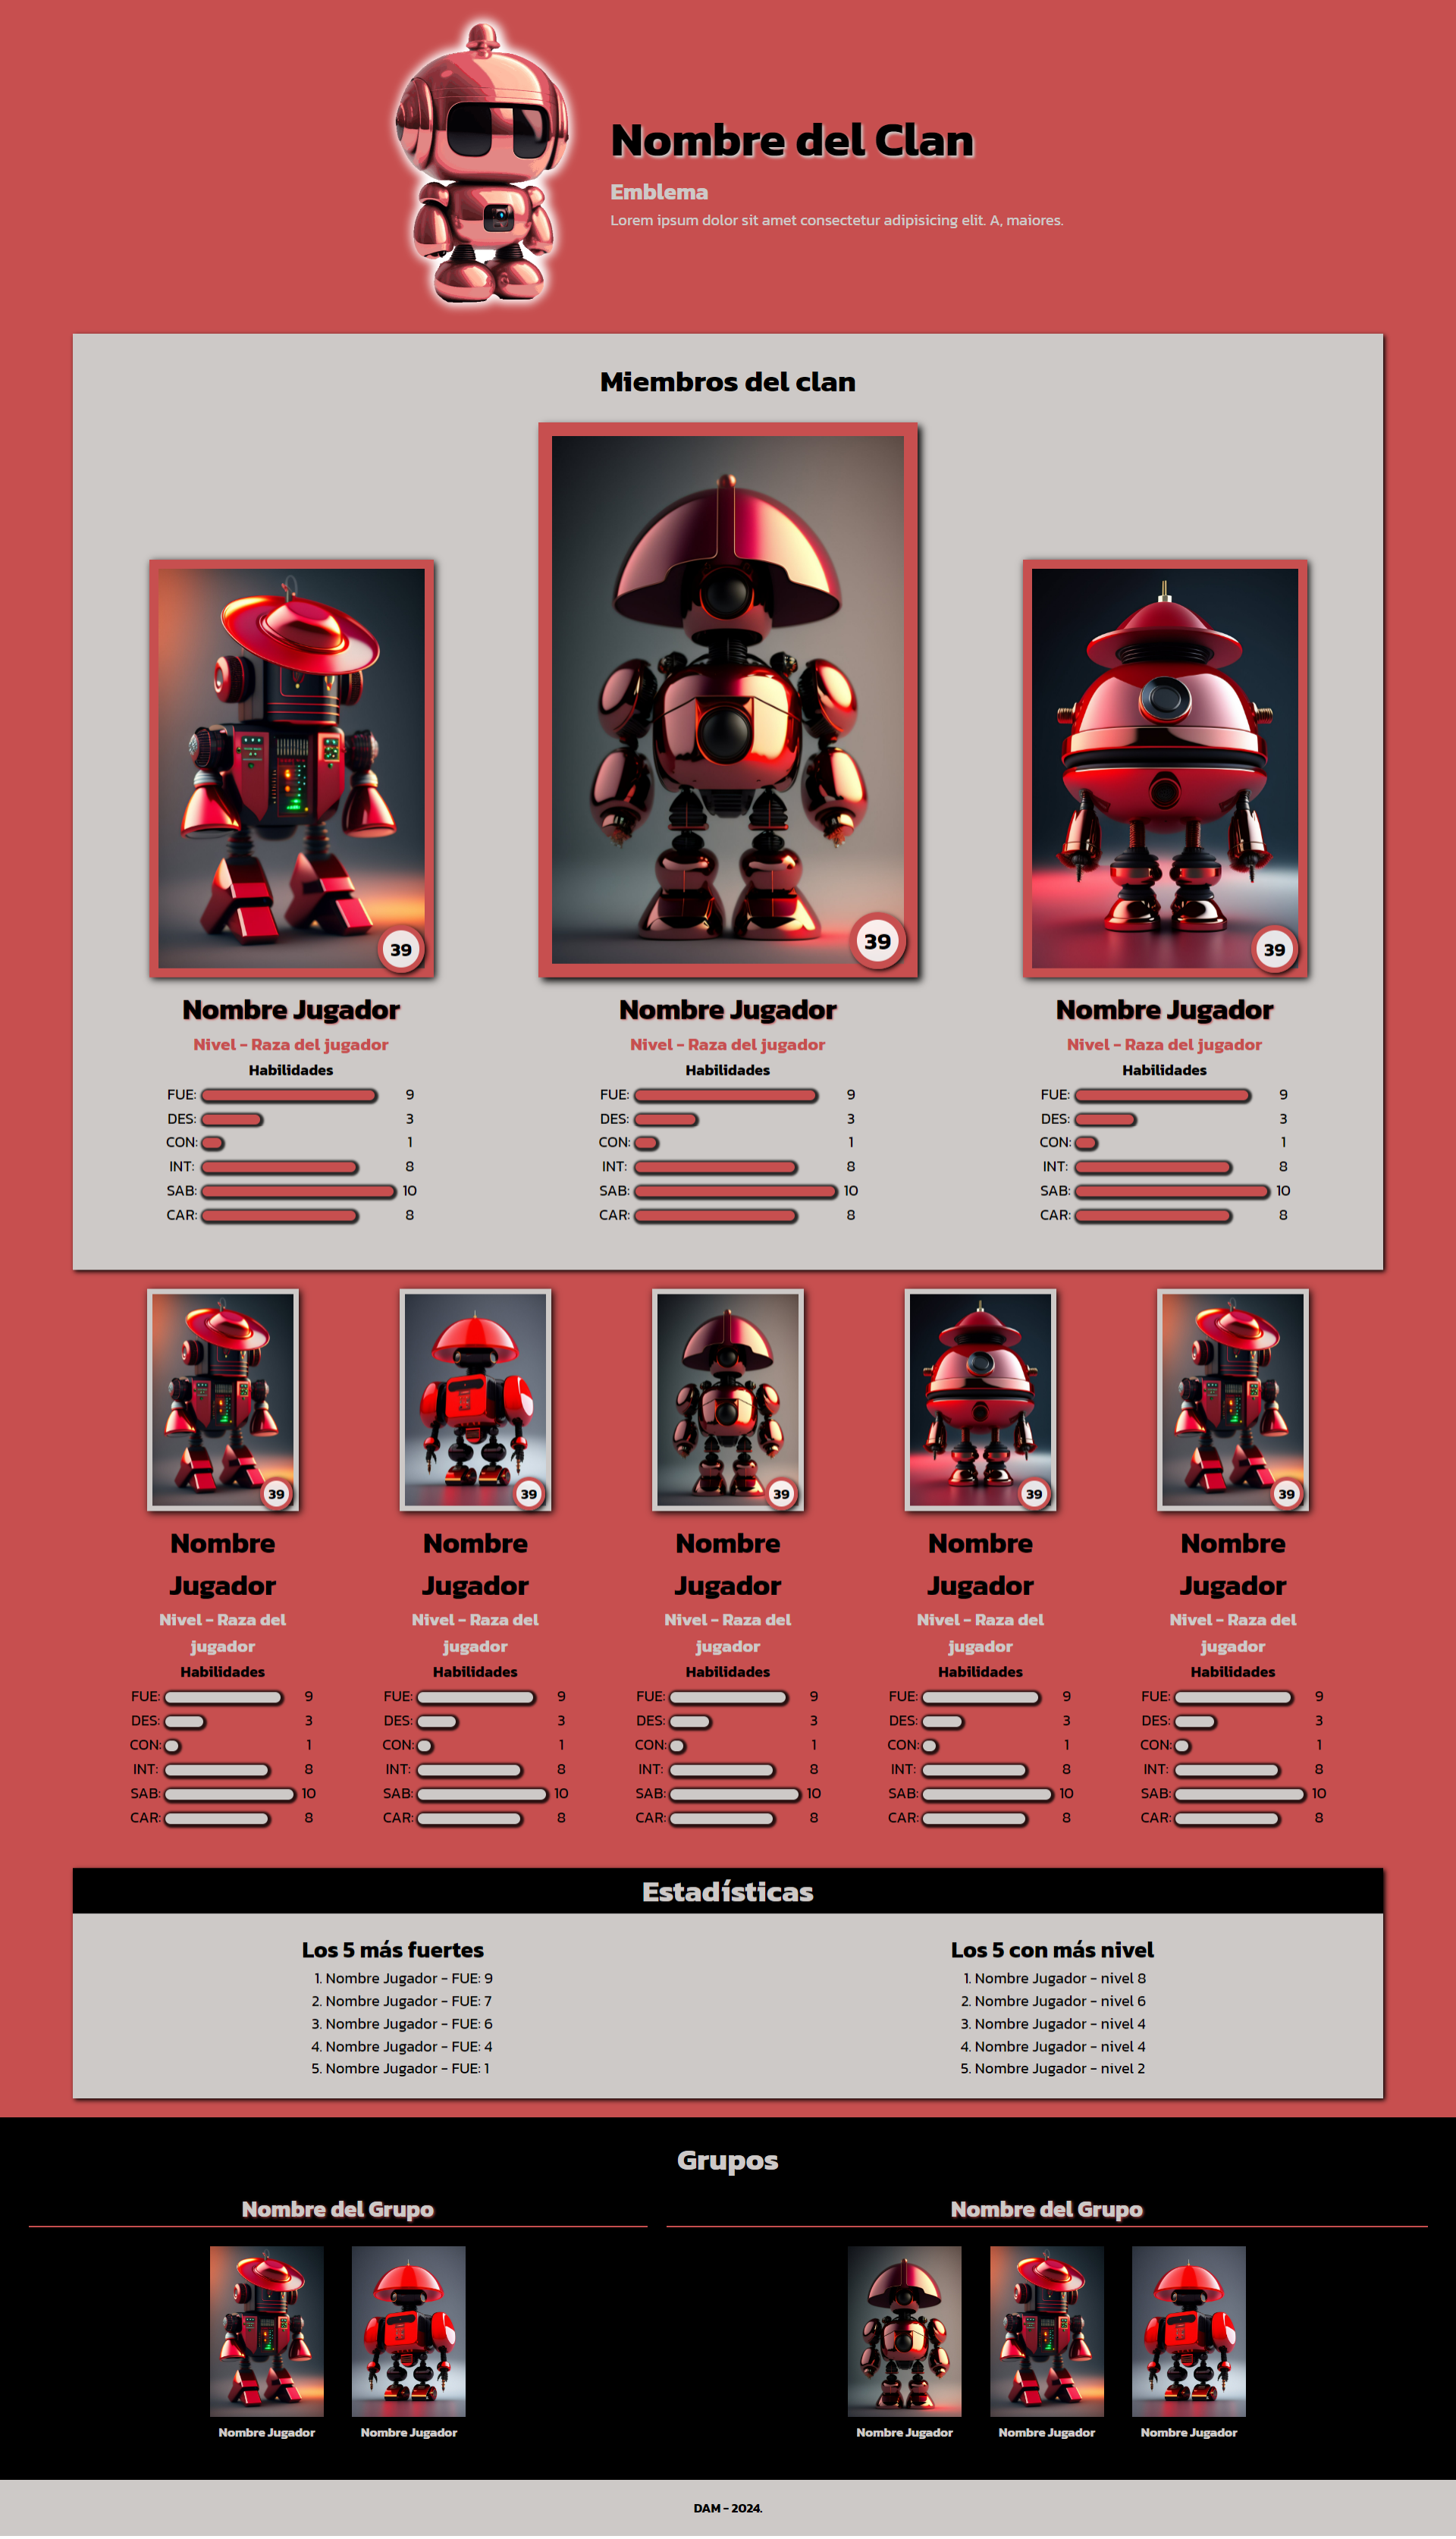 Nombre del Clan
Emblema
Lorem ipsum dolor sit amet consectetur adipisicing elit. A, maiores.
Miembros del clan
39
Nombre Jugador
Nivel - Raza del jugador
Habilidades
FUE: 9
DES: 3
CON: 1
INT: 8
SAB: 10
CAR: 8
39
Nombre Jugador
Nivel - Raza del jugador
Habilidades
FUE: 9
DES: 3
CON: 1
INT: 8
SAB: 10
CAR: 8
39
Nombre Jugador
Nivel - Raza del jugador
Habilidades
FUE: 9
DES: 3
CON: 1
INT: 8
SAB: 10
CAR: 8
39
Nombre
Jugador
Nivel - Raza del
jugador
Habilidades
FUE: 9
DES: 3
CON: 1
INT: 8
SAB: 10
CAR: 8
39
Nombre
Jugador
Nivel - Raza del
jugador
Habilidades
FUE: 9
DES: 3
CON: 1
INT: 8
SAB: 10
CAR: 8
39
Nombre
Jugador
Nivel - Raza del
jugador
Habilidades
FUE: 9
DES: 3
CON: 1
INT: 8
SAB: 10
CAR: 8
39
Nombre
Jugador
Nivel - Raza del
jugador
Habilidades
FUE: 9
DES: 3
CON: 1
INT: 8
SAB: 10
CAR: 8
39
Nombre
Jugador
Nivel - Raza del
jugador
Habilidades
FUE: 9
DES: 3
CON: 1
INT: 8
SAB: 10
CAR: 8
Estadísticas
Los 5 más fuertes
1. Nombre Jugador - FUE: 9
2. Nombre Jugador - FUE: 7
3. Nombre Jugador - FUE: 6
4. Nombre Jugador - FUE: 4
5. Nombre Jugador - FUE: 1
Los 5 con más nivel
1. Nombre Jugador - nivel 8
2. Nombre Jugador - nivel 6
3. Nombre Jugador - nivel 4
4. Nombre Jugador - nivel 4
5. Nombre Jugador - nivel 2
Grupos
Nombre del Grupo
Nombre Jugador
Nombre Jugador
Nombre del Grupo
Nombre Jugador
Nombre Jugador
Nombre Jugador
DAM - 2024.